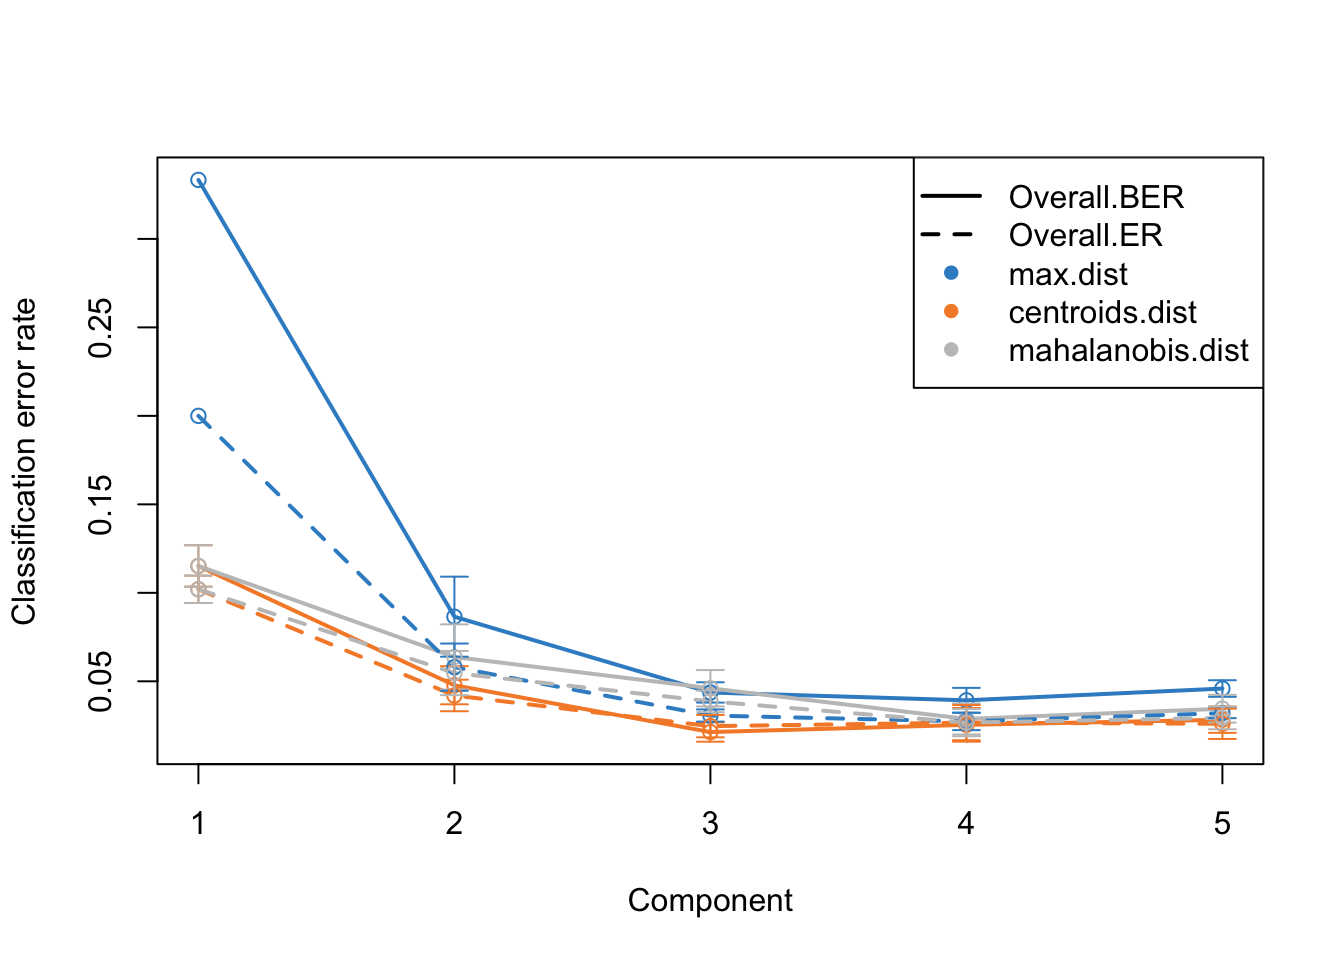 Overall.BER
Overall.ER
max.dist
centroids.dist
mahalanobis.dist
Classification error rate
0.25
0.15
0.05
1 2 3 4 5
Component